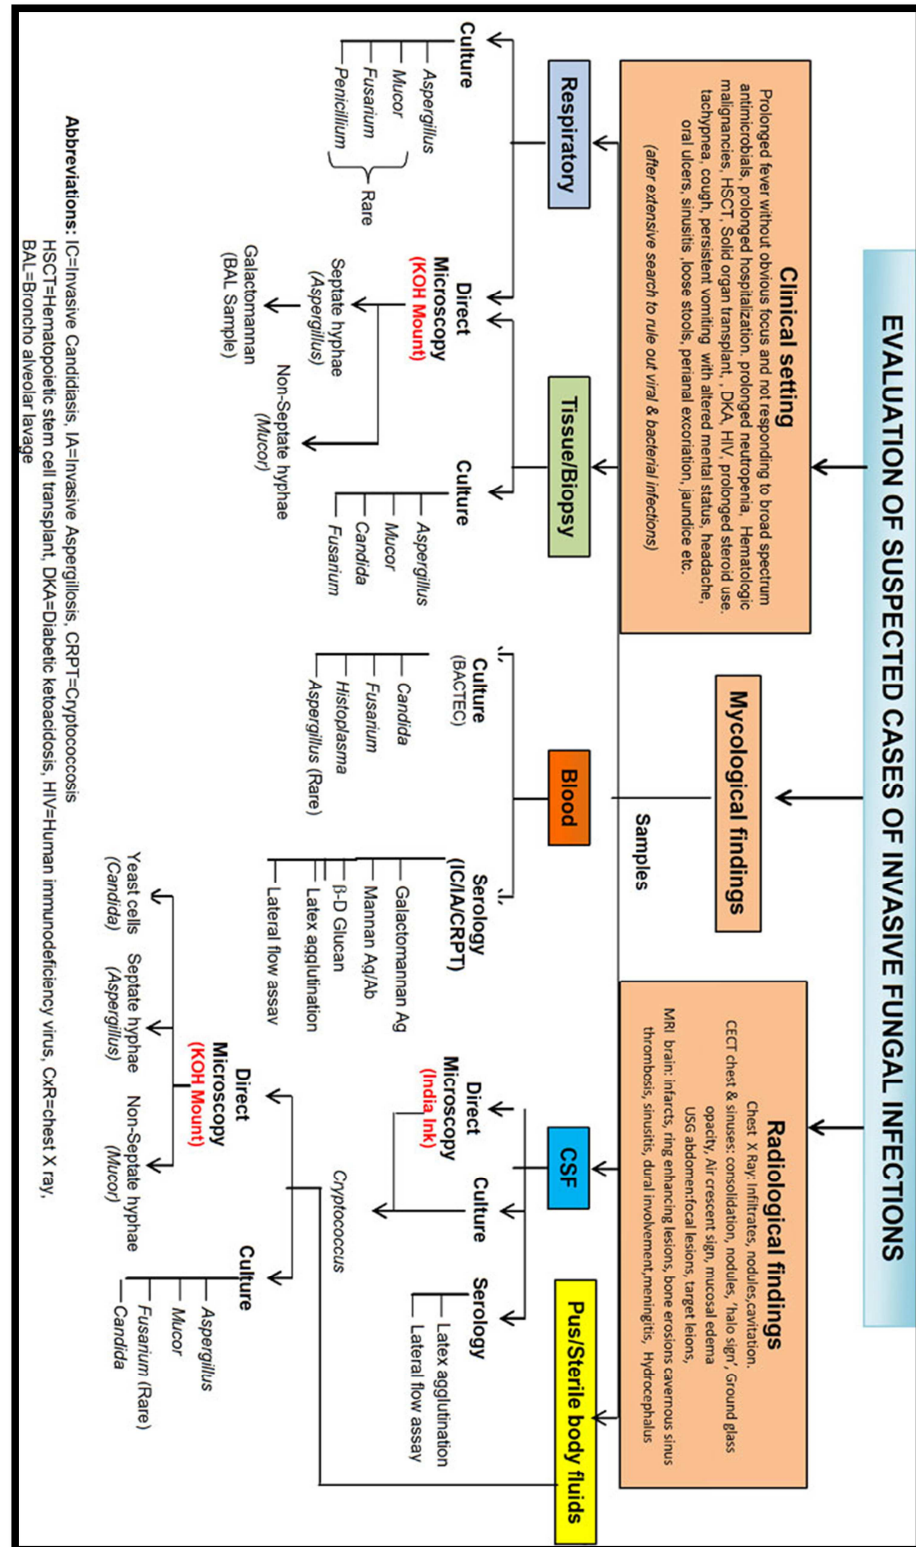 EVALUATION OF SUSPECTED CASES OF INVASIVE FUNGAL INFECTIONS
Clinical setting
Prolonged fever without obvious focus and not responding to broad spectrum
antimicrobials, prolonged hospitalization, prolonged neutropenia, Hematologic
malignancies, HSCT, Solid organ transplant, , DKA, HIV, prolonged steroid use.
tachypnea, cough, persistent vomiting with altered mental status, headache,
oral ulcers, sinusitis ,loose stools, perianal excoriation, jaundice etc.
(after extensive search to rule out viral & bacterial infections)
Mycological findings
Radiological findings
Chest X Ray: Infiltrates, nodules,cavitation.
CECT chest & sinuses: consolidation, nodules, 'halo sign', Ground glass
opacity, Air crescent sign, mucosal edema
USG abdomen:focal lesions, target leions,
MRI brain: infarcts, ring enhancing lesions, bone erosions cavernous sinus
thrombosis, sinusitis, dural involvement,meningitis, Hydrocephalus
Samples
Respiratory
Tissue/Biopsy
Blood
CSF
Pus/Sterile body fluids
Culture
Aspergillus
Mucor
Fusarium
Penicillium
Rare
Direct
Microscopy
(KOH Mount)
Septate hyphae
(Aspergillus)
Galactomannan
(BAL Sample)
Non-Septate hyphae
(Mucor)
Culture
Aspergillus
Mucor
Candida
Fusarium
Culture
(BACTEC)
Candida
Fusarium
Histoplasma
Aspergillus (Rare)
Serology
(IC/IA/CRPT)
Galactomannan Ag
Mannan Ag/Ab
β-D Glucan
Latex agglutination
Lateral flow assav
Direct
Microscopy
(India Ink)
Culture
Cryptococcus
Serology
Latex agglutination
Lateral flow assay
Direct
Microscopy
(KOH Mount)
Yeast cells
(Candida)
Septate hyphae
(Aspergillus)
Non-Septate hyphae
(Mucor)
Culture
Aspergillus
Mucor
Fusarium (Rare)
Candida
Abbreviations: IC=Invasive Candidiasis, IA=Invasive Aspergillosis, CRPT=Cryptococcosis
HSCT=Hematopoietic stem cell transplant, DKA=Diabetic ketoacidosis, HIV=Human immunodeficiency virus, CxR=chest X ray,
BAL=Broncho alveolar lavage